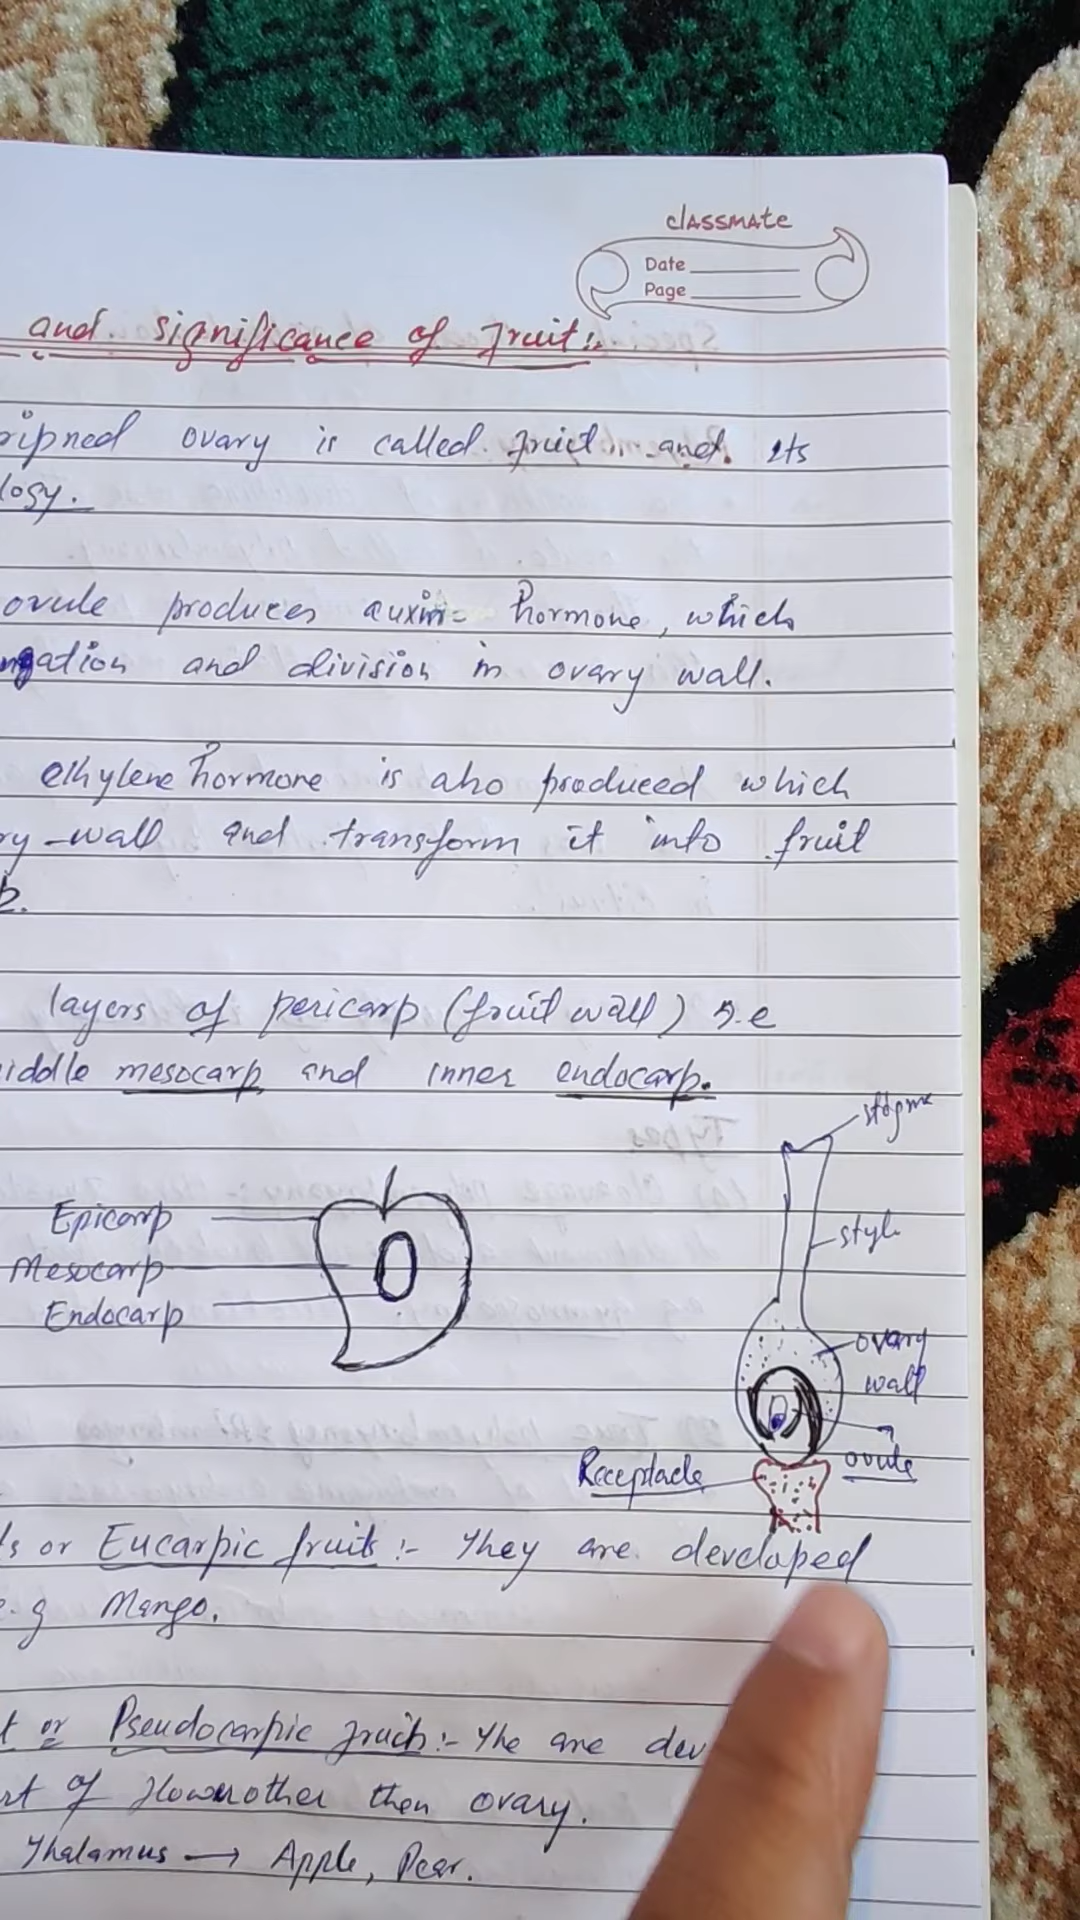 classmate
Date
Page
and significance of fruit:-
ripned ovary is called fruit and its
logy.
ovule produces auxin- hormone, which
ngation and division in ovary wall.
ethylene hormone is also produced which
ry-wall and transform it into fruit
p.
layers of pericarp (fruit wall) i.e
iddle mesocarp and inner endocarp.
stigma
Epicarp
style
Mesocarp
Endocarp
ovary
wall
ovule
Receptacle
ts or Eucarpic fruits:- They are developed
e.g Mango.
t or Pseudocarpic fruit:- The are dev
rt of flower other then ovary.
Thalamus → Apple, Pear.